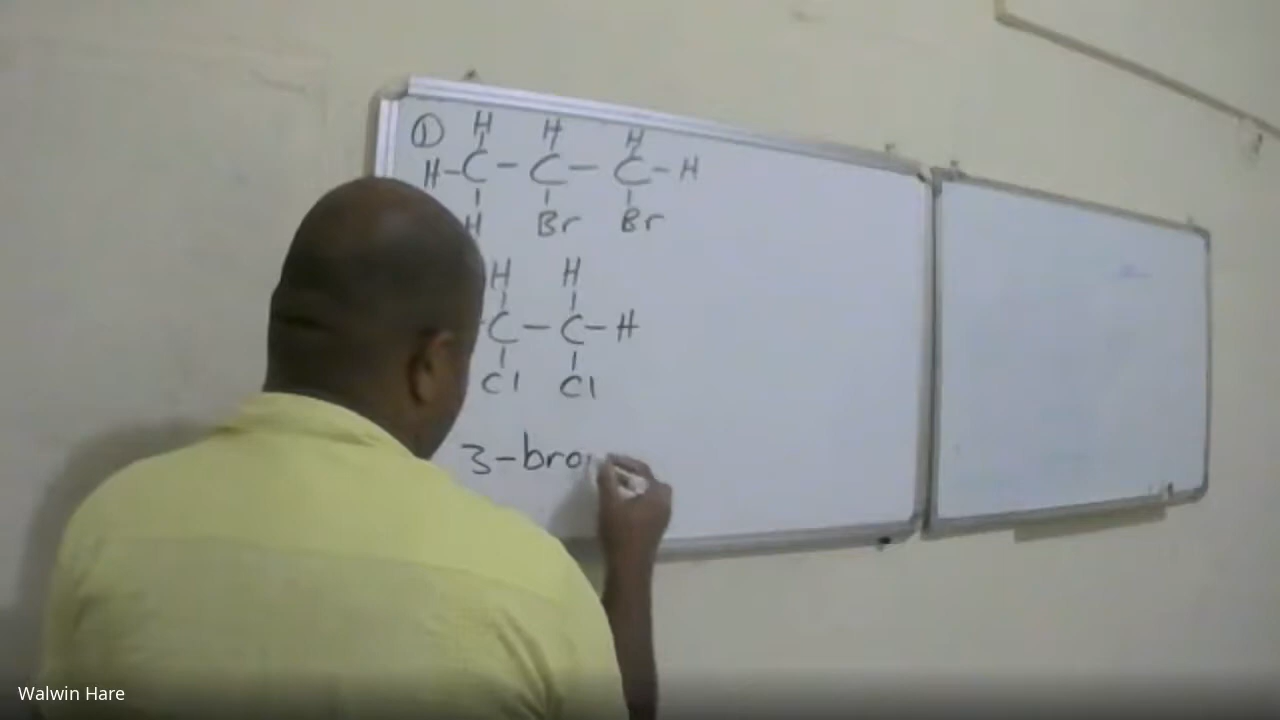 ① H H H
H-C-C-C-H
H Br Br
H H
-C-C-H
Cl Cl
3-bro
Walwin Hare